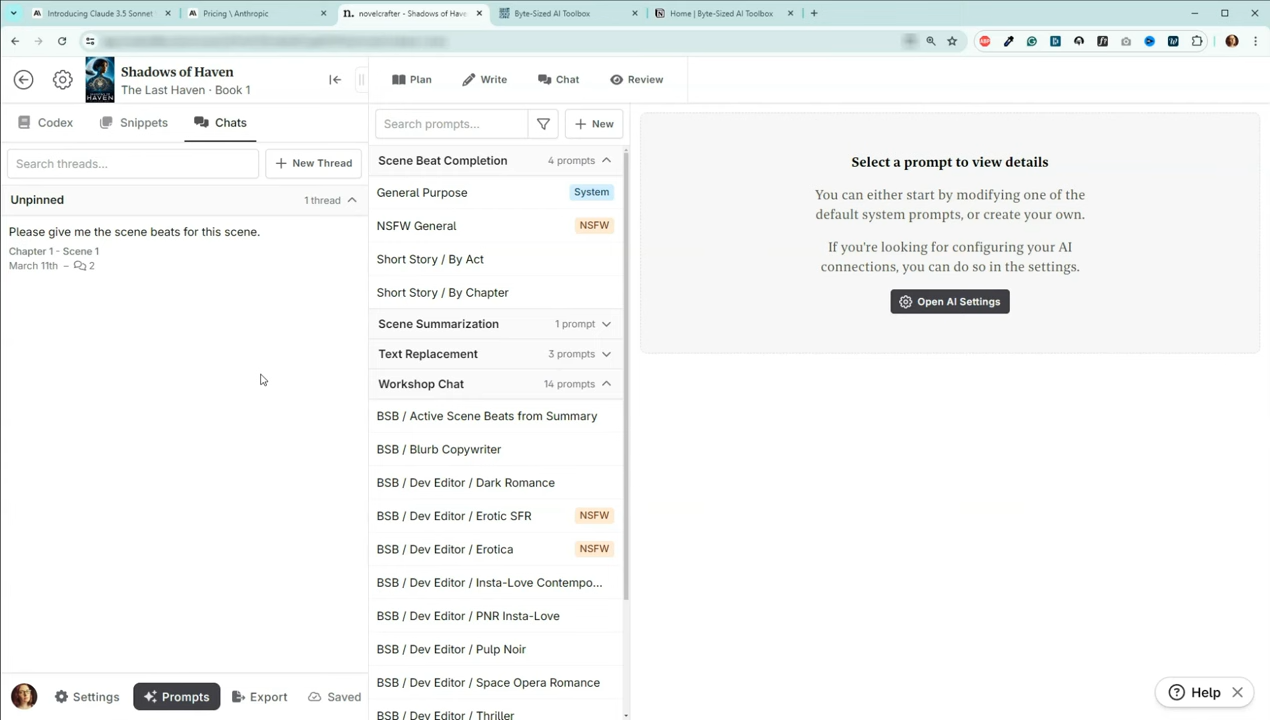 Introducing Claude 3.5 Sonnet
Pricing \ Anthropic
novelcrafter - Shadows of Have
Byte-Sized AI Toolbox
Home | Byte-Sized AI Toolbox
Shadows of Haven
The Last Haven · Book 1
Plan
Write
Chat
Review
Codex
Snippets
Chats
Search threads...
New Thread
Unpinned
1 thread
Please give me the scene beats for this scene.
Chapter 1 - Scene 1
March 11th – 2
Settings
Prompts
Export
Saved
Search prompts...
New
Scene Beat Completion
4 prompts
General Purpose
System
NSFW General
NSFW
Short Story / By Act
Short Story / By Chapter
Scene Summarization
1 prompt
Text Replacement
3 prompts
Workshop Chat
14 prompts
BSB / Active Scene Beats from Summary
BSB / Blurb Copywriter
BSB / Dev Editor / Dark Romance
BSB / Dev Editor / Erotic SFR
NSFW
BSB / Dev Editor / Erotica
NSFW
BSB / Dev Editor / Insta-Love Contempo...
BSB / Dev Editor / PNR Insta-Love
BSB / Dev Editor / Pulp Noir
BSB / Dev Editor / Space Opera Romance
BSB / Dev Editor / Thriller
Select a prompt to view details
You can either start by modifying one of the
default system prompts, or create your own.
If you're looking for configuring your AI
connections, you can do so in the settings.
Open AI Settings
Help